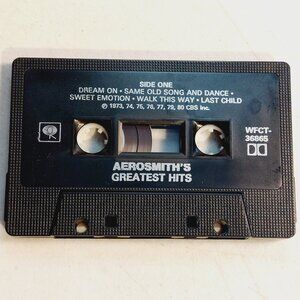 SIDE ONE
DREAM ON • SAME OLD SONG AND DANCE •
SWEET EMOTION • WALK THIS WAY • LAST CHILD
℗ 1973, 74, 75, 76, 77, 79, 80 CBS Inc.
WFCT-
36865
AEROSMITH'S
GREATEST HITS